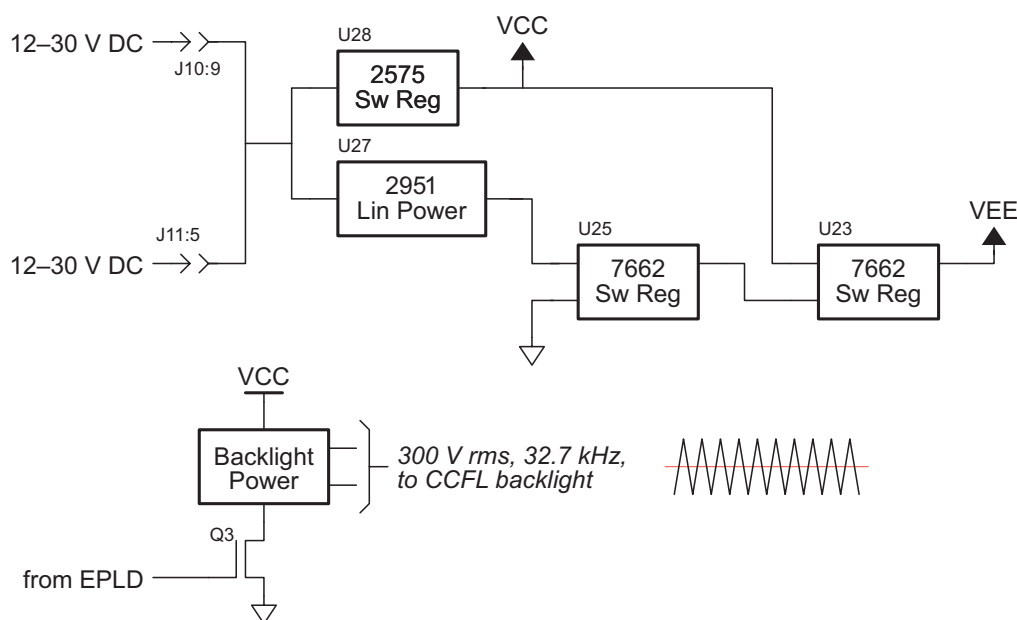 12–30 V DC
J10:9
U28
2575
Sw Reg
VCC
U27
2951
Lin Power
J11:5
12–30 V DC
U25
7662
Sw Reg
U23
7662
Sw Reg
VEE
VCC
Backlight
Power
300 V rms, 32.7 kHz,
to CCFL backlight
Q3
from EPLD